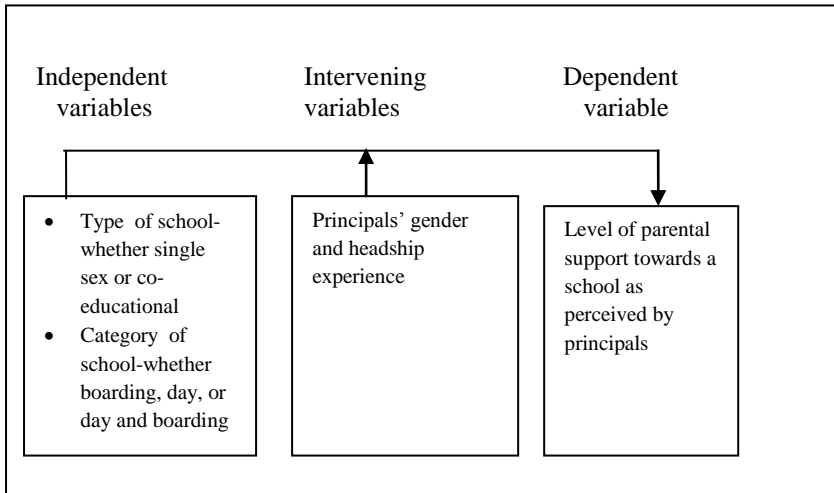 Independent
variables
Intervening
variables
Dependent
variable
• Type of school-
whether single
sex or co-
educational
• Category of
school-whether
boarding, day, or
day and boarding
Principals’ gender
and headship
experience
Level of parental
support towards a
school as
perceived by
principals